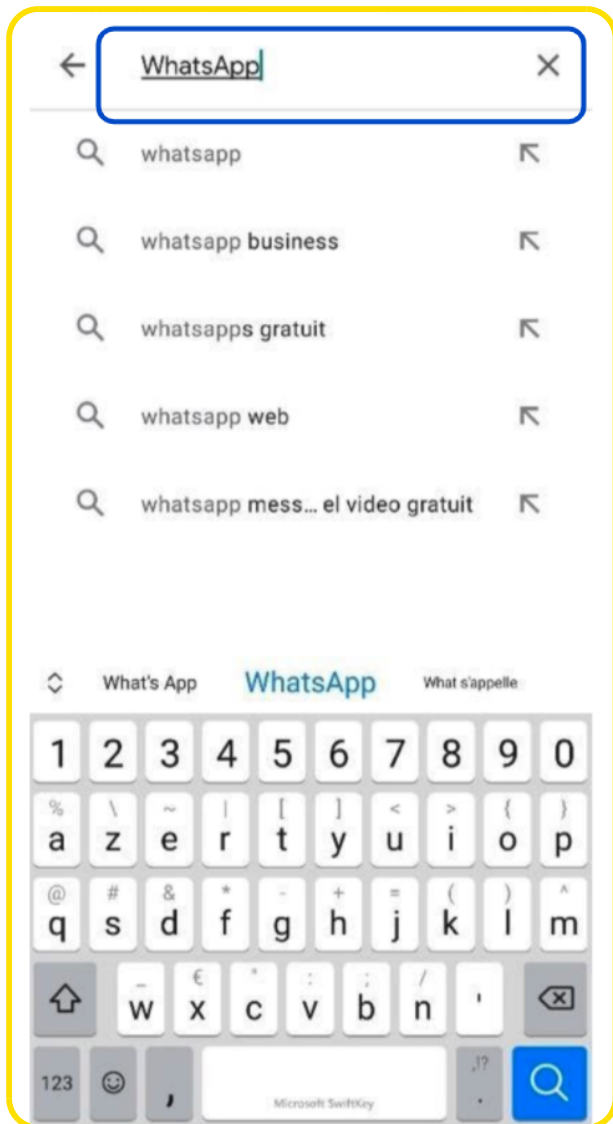 WhatsApp
whatsapp
whatsapp business
whatsapps gratuit
whatsapp web
whatsapp mess... el video gratuit
What's App WhatsApp What s'appelle
1 2 3 4 5 6 7 8 9 0
% \ ~ | [ ] < > { }
a z e r t y u i o p
@ # & * - + = ( ) ^
q s d f g h j k l m
_ € " : ; /
w x c v b n '
123 , Microsoft SwiftKey ,!? .